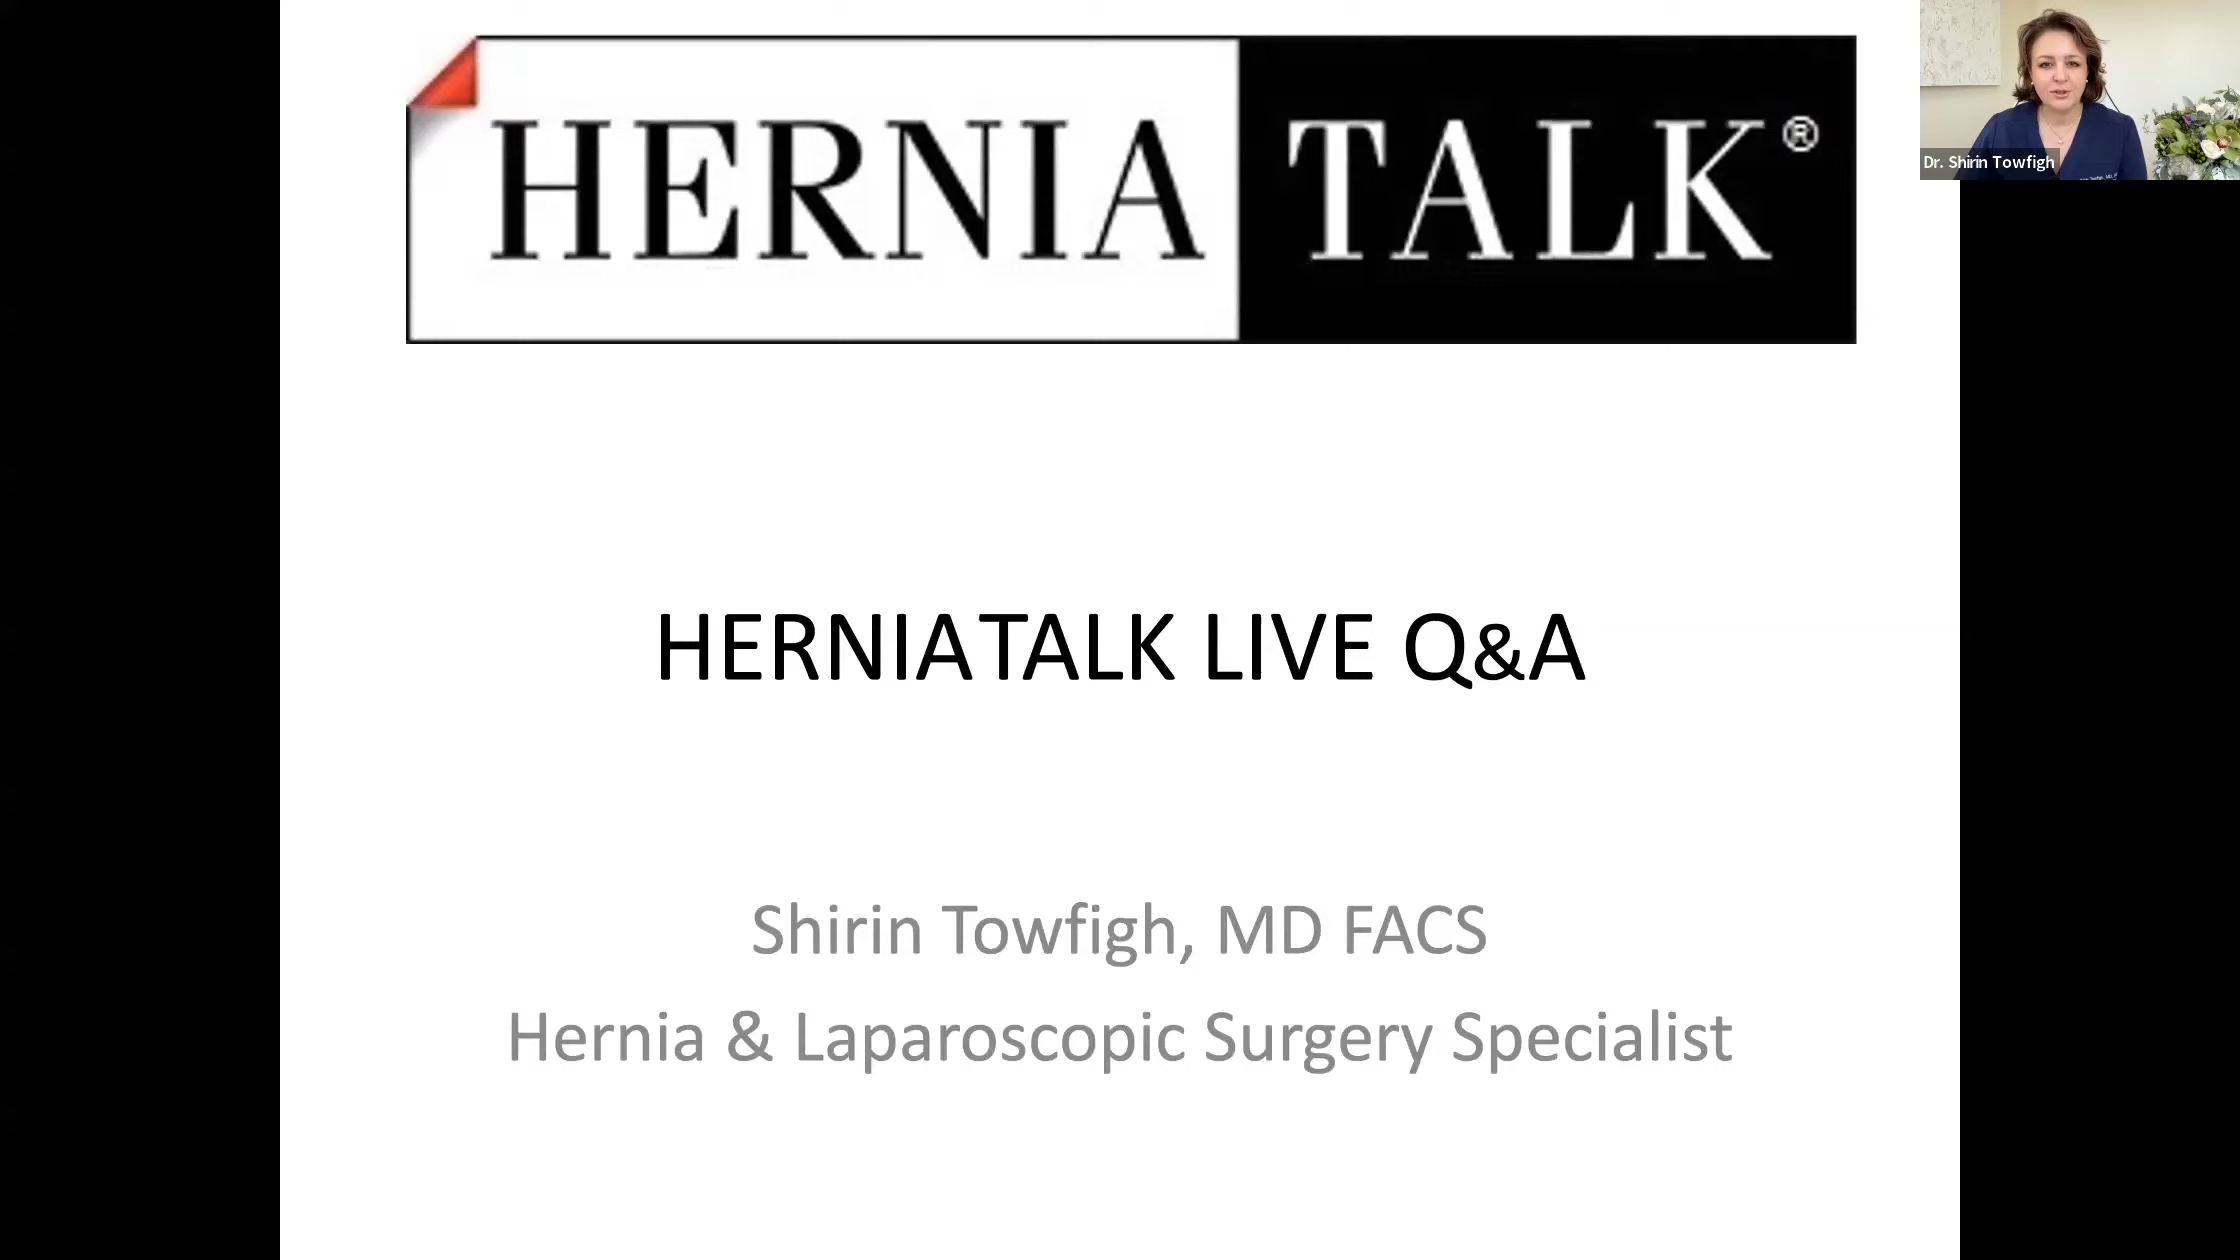 HERNIA TALK®
Dr. Shirin Towfigh
HERNIATALK LIVE Q&A
Shirin Towfigh, MD FACS
Hernia & Laparoscopic Surgery Specialist